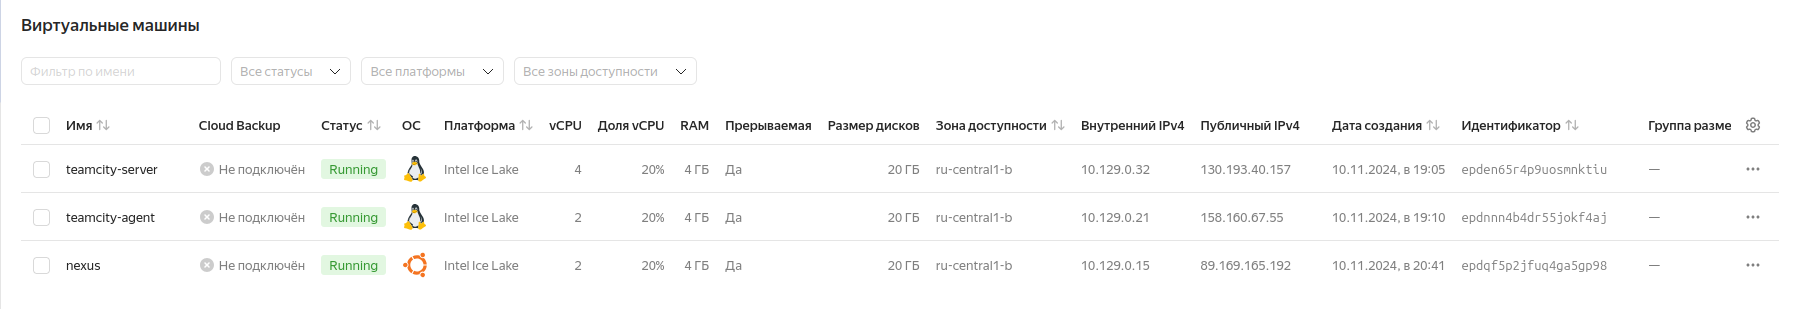 Виртуальные машины
Фильтр по имени Все статусы Все платформы Все зоны доступности
Имя Cloud Backup Статус ОС Платформа vCPU Доля vCPU RAM Прерываемая Размер дисков Зона доступности Внутренний IPv4 Публичный IPv4 Дата создания Идентификатор Группа разме
teamcity-server Не подключён Running Intel Ice Lake 4 20% 4 ГБ Да 20 ГБ ru-central1-b 10.129.0.32 130.193.40.157 10.11.2024, в 19:05 epden65r4p9uosmnktiu —
teamcity-agent Не подключён Running Intel Ice Lake 2 20% 4 ГБ Да 20 ГБ ru-central1-b 10.129.0.21 158.160.67.55 10.11.2024, в 19:10 epdnnn4b4dr55jokf4aj —
nexus Не подключён Running Intel Ice Lake 2 20% 4 ГБ Да 20 ГБ ru-central1-b 10.129.0.15 89.169.165.192 10.11.2024, в 20:41 epdqf5p2jfuq4ga5gp98 —